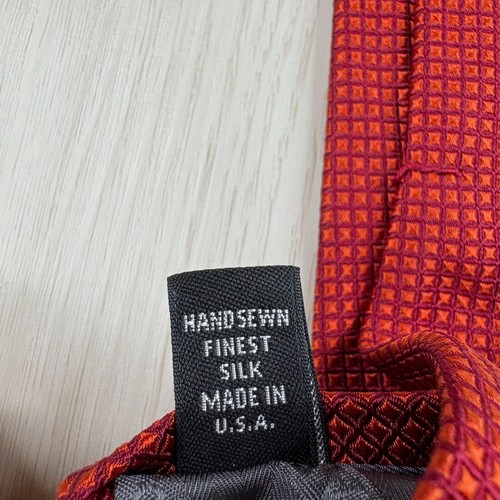 HANDSEWN
FINEST
SILK
MADE IN
U.S.A.